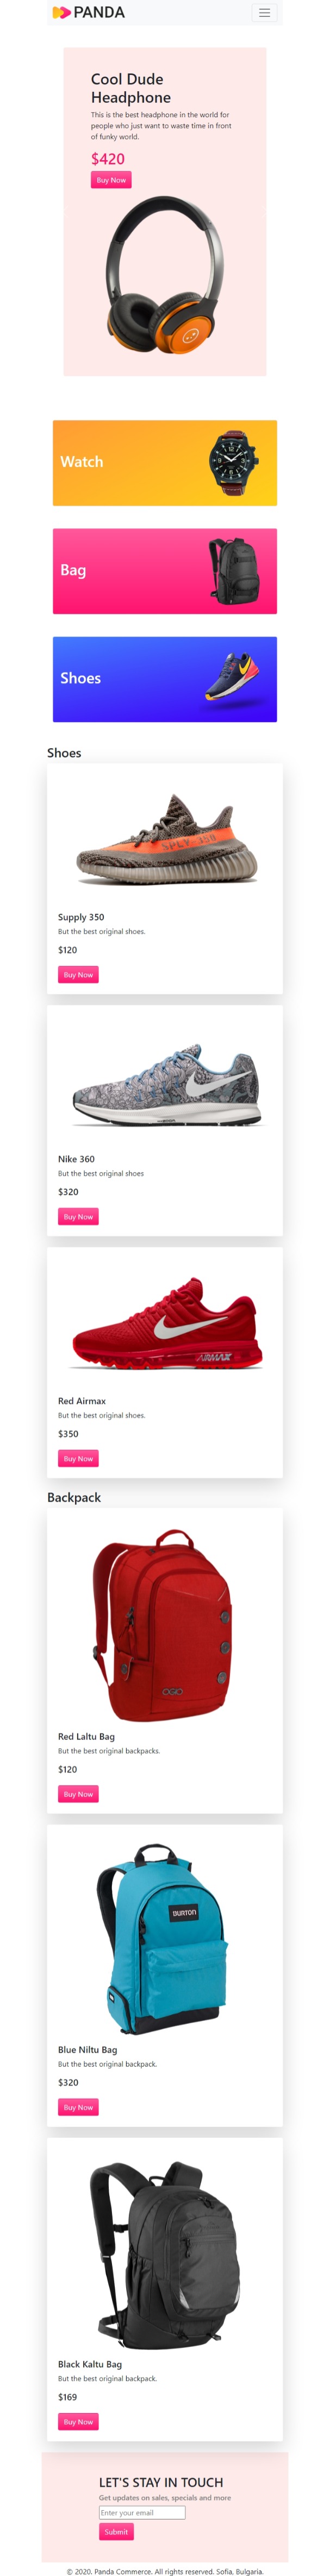 PANDA
Cool Dude
Headphone
This is the best headphone in the world for
people who just want to waste time in front
of funky world.
$420
Buy Now
Watch
Bag
Shoes
Shoes
SPLY 350
Supply 350
But the best original shoes.
$120
Buy Now
Nike 360
But the best original shoes
$320
Buy Now
AIRMAX
Red Airmax
But the best original shoes.
$350
Buy Now
Backpack
OGIO
Red Laltu Bag
But the best original backpacks.
$120
Buy Now
BURTON
Blue Niltu Bag
But the best original backpack.
$320
Buy Now
Black Kaltu Bag
But the best original backpack.
$169
Buy Now
LET'S STAY IN TOUCH
Get updates on sales, specials and more
Enter your email
Submit
© 2020, Panda Commerce, All rights reserved. Sofia, Bulgaria.